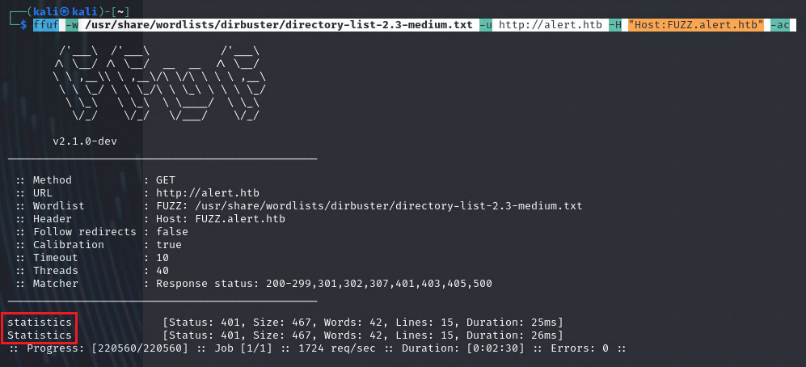 ┌──(kali㉿kali)-[~]
└─$ ffuf -w /usr/share/wordlists/dirbuster/directory-list-2.3-medium.txt -u http://alert.htb -H "Host:FUZZ.alert.htb" -ac
v2.1.0-dev
:: Method : GET
:: URL : http://alert.htb
:: Wordlist : FUZZ: /usr/share/wordlists/dirbuster/directory-list-2.3-medium.txt
:: Header : Host: FUZZ.alert.htb
:: Follow redirects : false
:: Calibration : true
:: Timeout : 10
:: Threads : 40
:: Matcher : Response status: 200-299,301,302,307,401,403,405,500
statistics [Status: 401, Size: 467, Words: 42, Lines: 15, Duration: 25ms]
Statistics [Status: 401, Size: 467, Words: 42, Lines: 15, Duration: 26ms]
:: Progress: [220560/220560] :: Job [1/1] :: 1724 req/sec :: Duration: [0:02:30] :: Errors: 0 ::